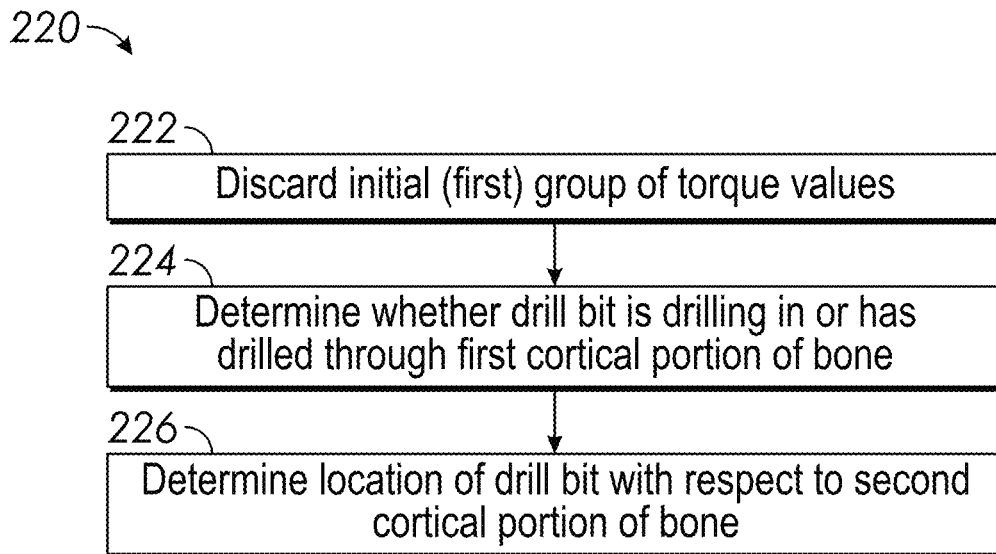 220
222
Discard initial (first) group of torque values
224
Determine whether drill bit is drilling in or has
drilled through first cortical portion of bone
226
Determine location of drill bit with respect to second
cortical portion of bone